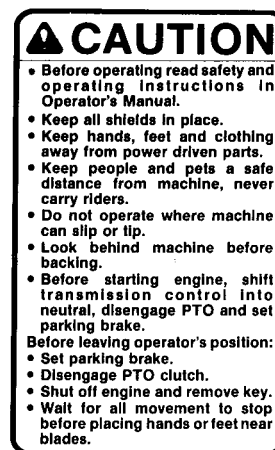 CAUTION
• Before operating read safety and
operating instructions in
Operator's Manual.
• Keep all shields in place.
• Keep hands, feet and clothing
away from power driven parts.
• Keep people and pets a safe
distance from machine, never
carry riders.
• Do not operate where machine
can slip or tip.
• Look behind machine before
backing.
• Before starting engine, shift
transmission control into
neutral, disengage PTO and set
parking brake.
Before leaving operator's position:
• Set parking brake.
• Disengage PTO clutch.
• Shut off engine and remove key.
• Wait for all movement to stop
before placing hands or feet near
blades.